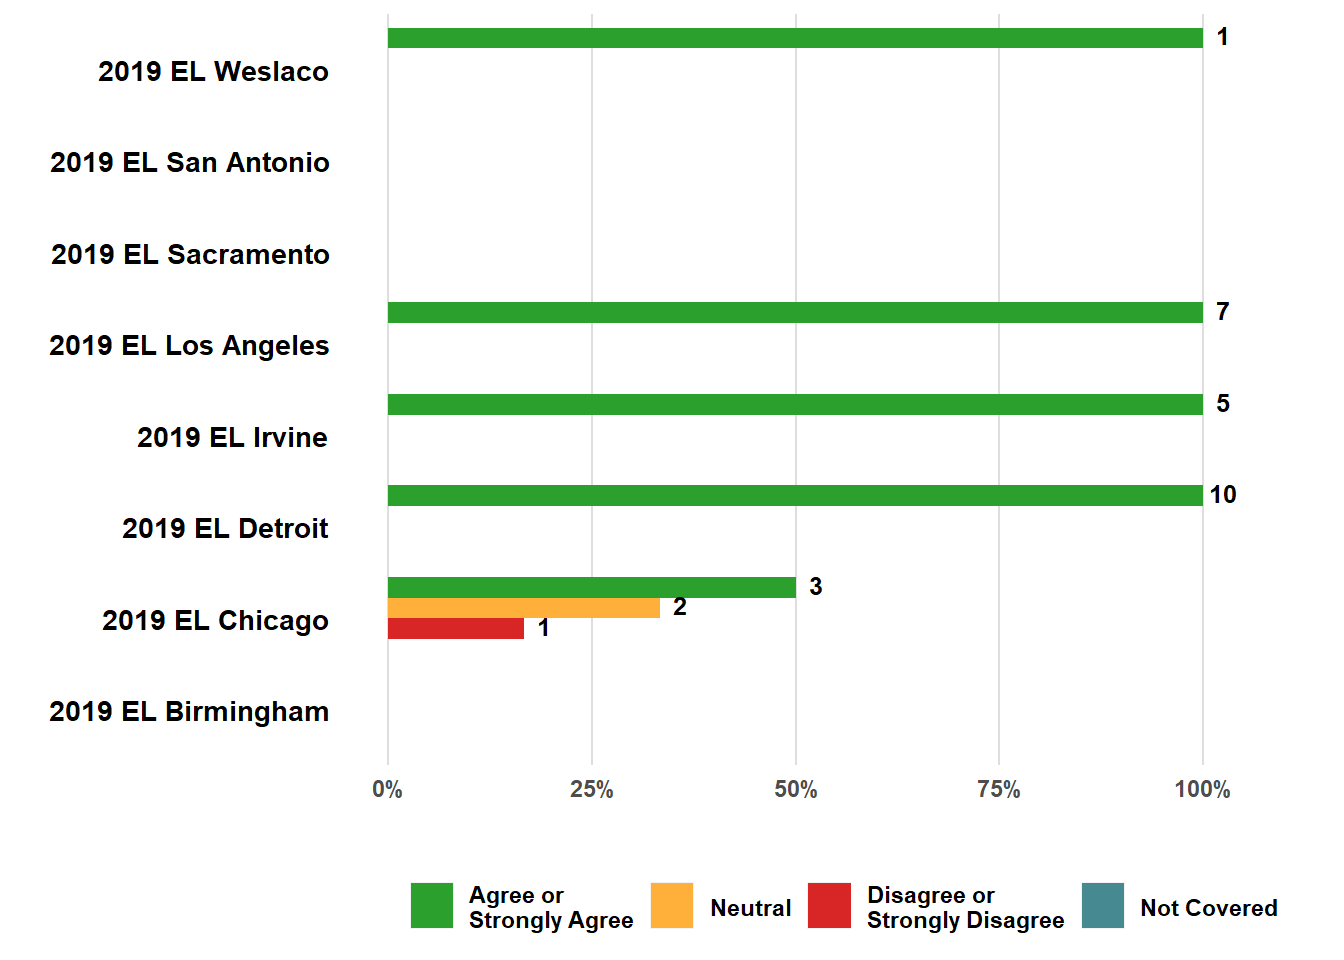 1
2019 EL Weslaco
2019 EL San Antonio
2019 EL Sacramento
7
2019 EL Los Angeles
5
2019 EL Irvine
10
2019 EL Detroit
3
2
2019 EL Chicago
1
2019 EL Birmingham
0% 25% 50% 75% 100%
Agree or
Strongly Agree
Neutral
Disagree or
Strongly Disagree
Not Covered